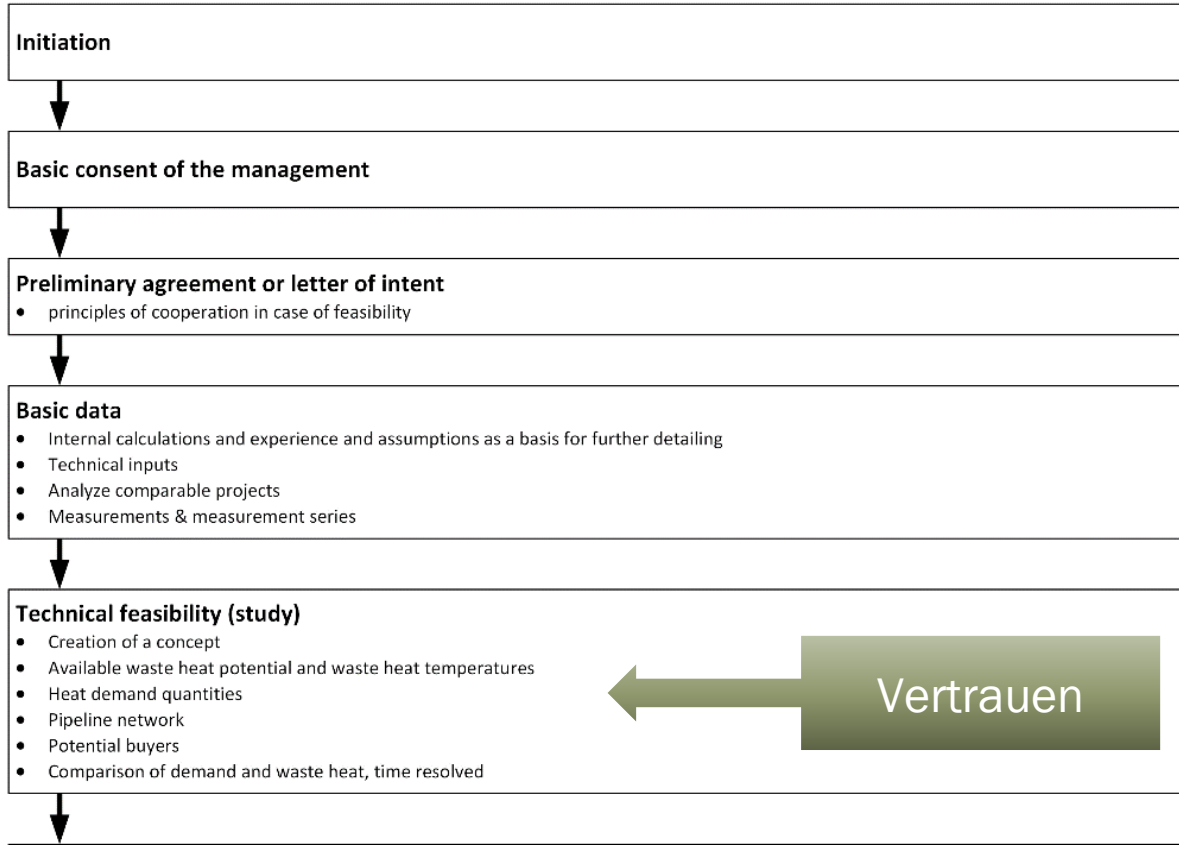 Initiation
Basic consent of the management
Preliminary agreement or letter of intent
• principles of cooperation in case of feasibility
Basic data
• Internal calculations and experience and assumptions as a basis for further detailing
• Technical inputs
• Analyze comparable projects
• Measurements & measurement series
Technical feasibility (study)
• Creation of a concept
• Available waste heat potential and waste heat temperatures
• Heat demand quantities
• Pipeline network
• Potential buyers
• Comparison of demand and waste heat, time resolved
Vertrauen